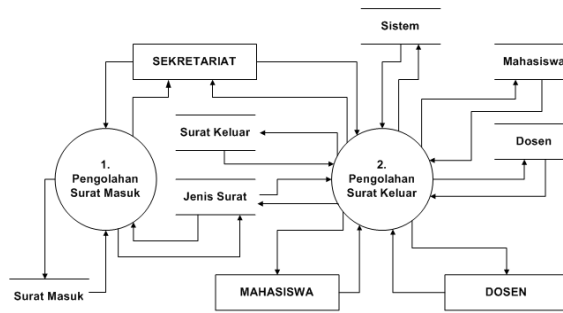 Sistem
SEKRETARIAT
Mahasiswa
Surat Keluar
Dosen
1.
Pengolahan
Surat Masuk
2.
Pengolahan
Surat Keluar
Jenis Surat
Surat Masuk
MAHASISWA
DOSEN